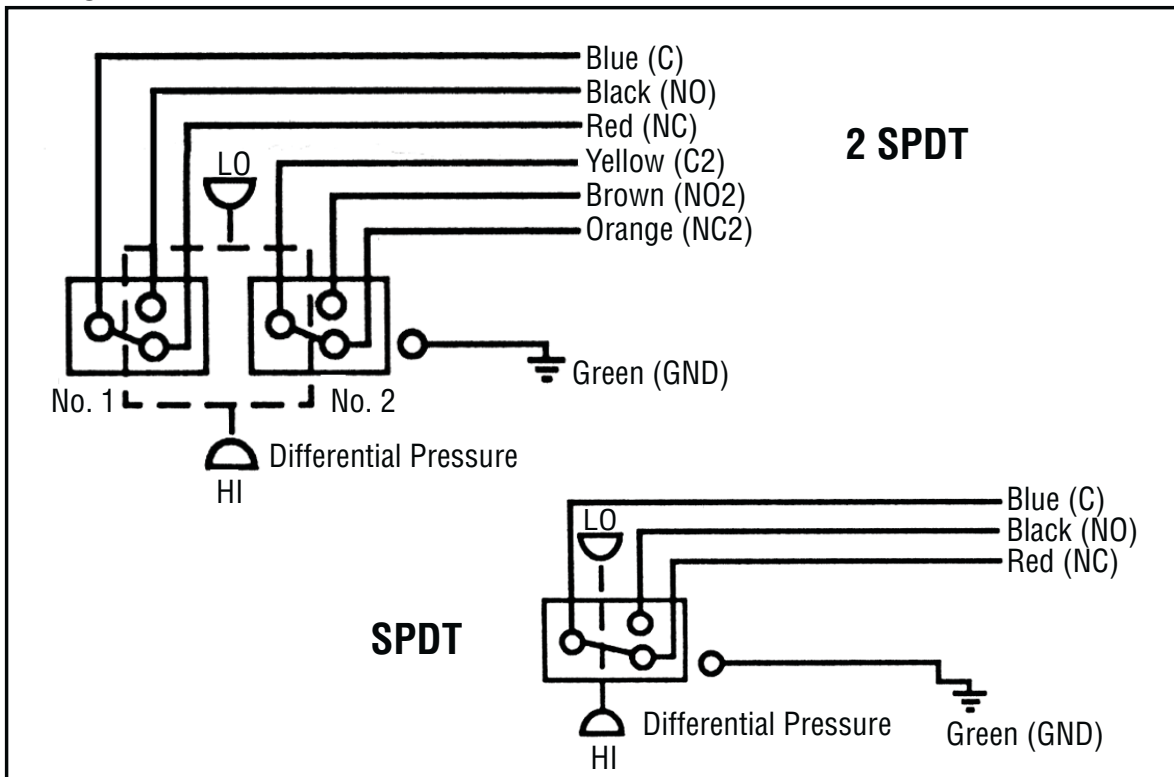 Blue (C)
Black (NO)
Red (NC)
2 SPDT
LO
Yellow (C2)
Brown (NO2)
Orange (NC2)
Green (GND)
No. 1
No. 2
Differential Pressure
HI
Blue (C)
LO
Black (NO)
Red (NC)
SPDT
Differential Pressure
Green (GND)
HI